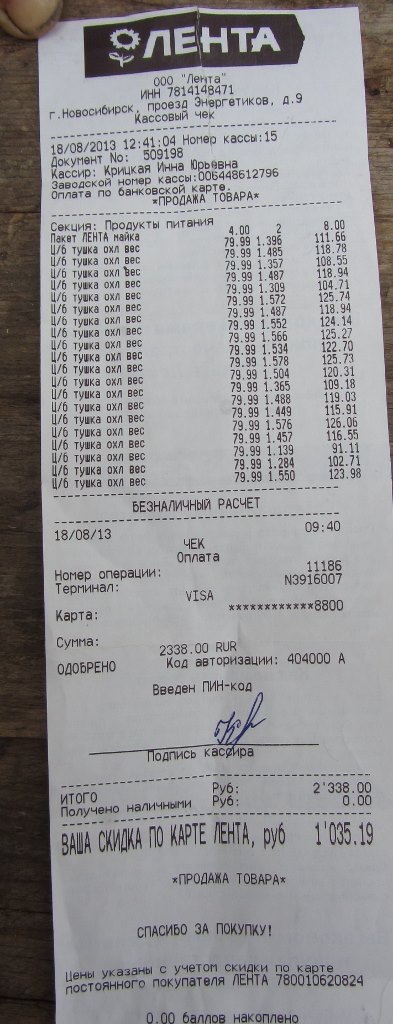 ЛЕНТА
ООО "Лента"
ИНН 7814148471
г.Новосибирск, проезд Энергетиков, д.9
Кассовый чек
18/08/2013 12:41:04 Номер кассы:15
Документ No: 509198
Кассир: Крицкая Инна Юрьевна
Заводской номер кассы:006448612796
Оплата по банковской карте.
*ПРОДАЖА ТОВАРА*
Секция: Продукты питания
Пакет ЛЕНТА майка 4.00 2 8.00
Ц/б тушка охл вес 79.99 1.396 111.66
Ц/б тушка охл вес 79.99 1.485 118.78
Ц/б тушка охл вес 79.99 1.357 108.55
Ц/б тушка охл вес 79.99 1.487 118.94
Ц/б тушка охл вес 79.99 1.309 104.71
Ц/б тушка охл вес 79.99 1.572 125.74
Ц/б тушка охл вес 79.99 1.487 118.94
Ц/б тушка охл вес 79.99 1.552 124.14
Ц/б тушка охл вес 79.99 1.566 125.27
Ц/б тушка охл вес 79.99 1.534 122.70
Ц/б тушка охл вес 79.99 1.578 125.73
Ц/б тушка охл вес 79.99 1.504 120.31
Ц/б тушка охл вес 79.99 1.365 109.18
Ц/б тушка охл вес 79.99 1.488 119.03
Ц/б тушка охл вес 79.99 1.449 115.91
Ц/б тушка охл вес 79.99 1.576 126.06
Ц/б тушка охл вес 79.99 1.457 116.55
Ц/б тушка охл вес 79.99 1.139 91.11
Ц/б тушка охл вес 79.99 1.284 102.71
Ц/б тушка охл вес 79.99 1.550 123.98
БЕЗНАЛИЧНЫЙ РАСЧЕТ
18/08/13 09:40
ЧЕК
Оплата
Номер операции: 11186
Терминал: N3916007
VISA
Карта: ************8800
Сумма: 2338.00 RUR
ОДОБРЕНО Код авторизации: 404000 A
Введен ПИН-код
Подпись кассира
ИТОГО Руб: 2'338.00
Получено наличными Руб: 0.00
ВАША СКИДКА ПО КАРТЕ ЛЕНТА, руб 1'035.19
*ПРОДАЖА ТОВАРА*
СПАСИБО ЗА ПОКУПКУ!
Цены указаны с учетом скидки по карте
постоянного покупателя ЛЕНТА 780010620824
0.00 баллов накоплено